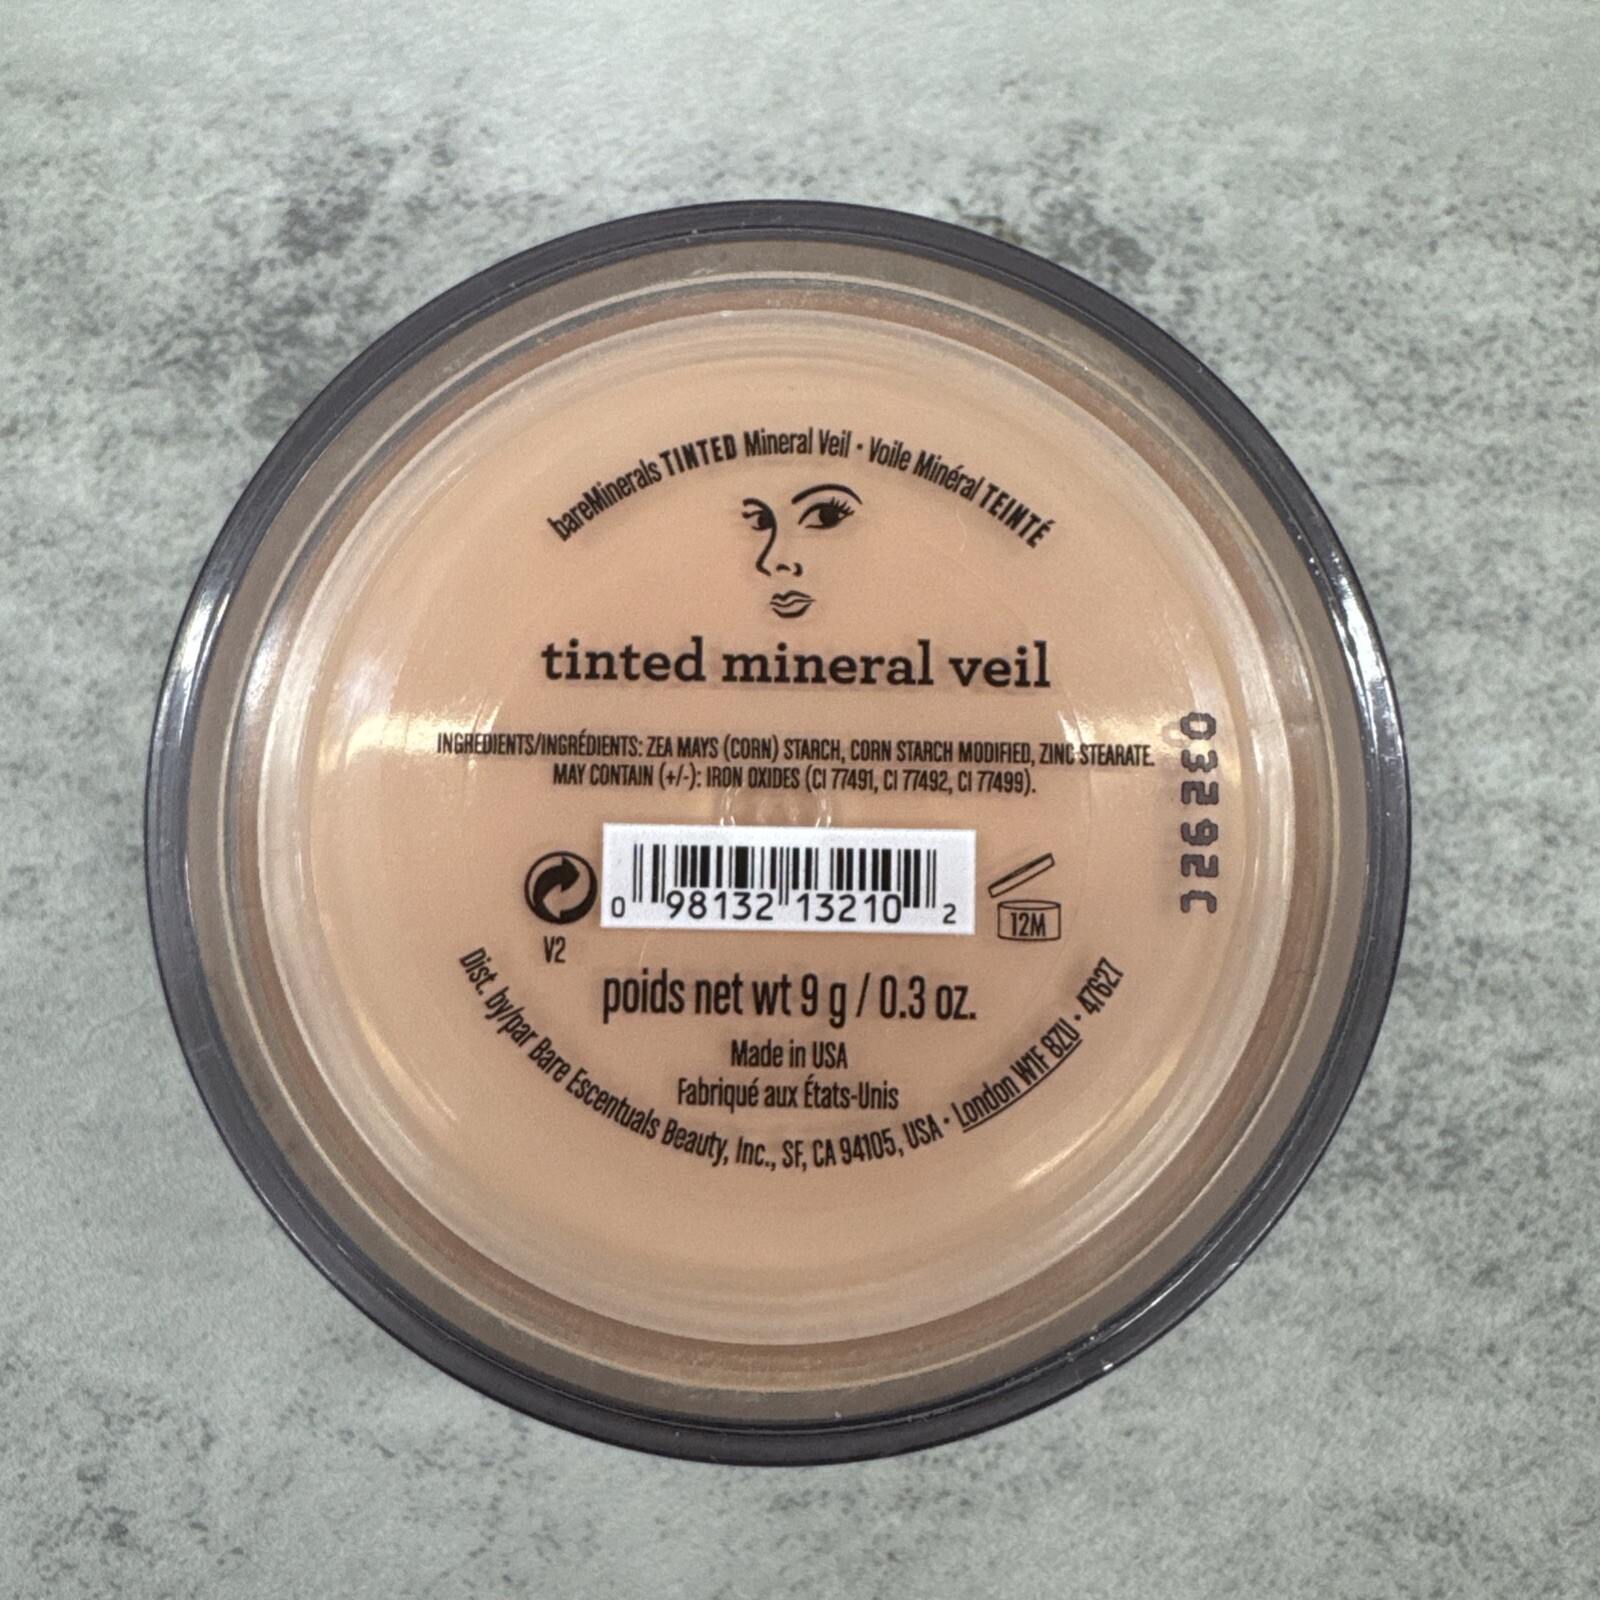 bareMinerals TINTED Mineral Veil · Voile Minéral TEINTÉ
tinted mineral veil
INGREDIENTS/INGRÉDIENTS: ZEA MAYS (CORN) STARCH, CORN STARCH MODIFIED, ZINC STEARATE.
MAY CONTAIN (+/-): IRON OXIDES (CI 77491, CI 77492, CI 77499).
0 98132 13210 2
12M
V2
poids net wt 9 g / 0.3 oz.
Made in USA
Fabriqué aux États-Unis
Dist. by/par Bare Escentuals Beauty, Inc., SF, CA 94105, USA · London W1F 8ZU · 47627